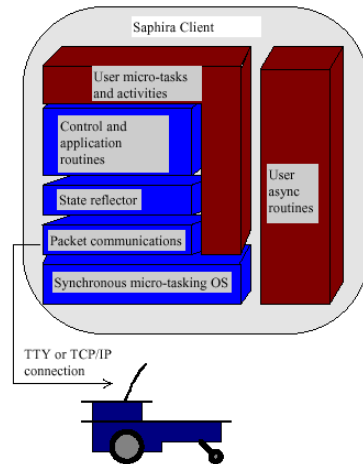 Saphira Client
User micro-tasks
and activities
Control and
application
routines
User
async
routines
State reflector
Packet communications
Synchronous micro-tasking OS
TTY or TCP/IP
connection